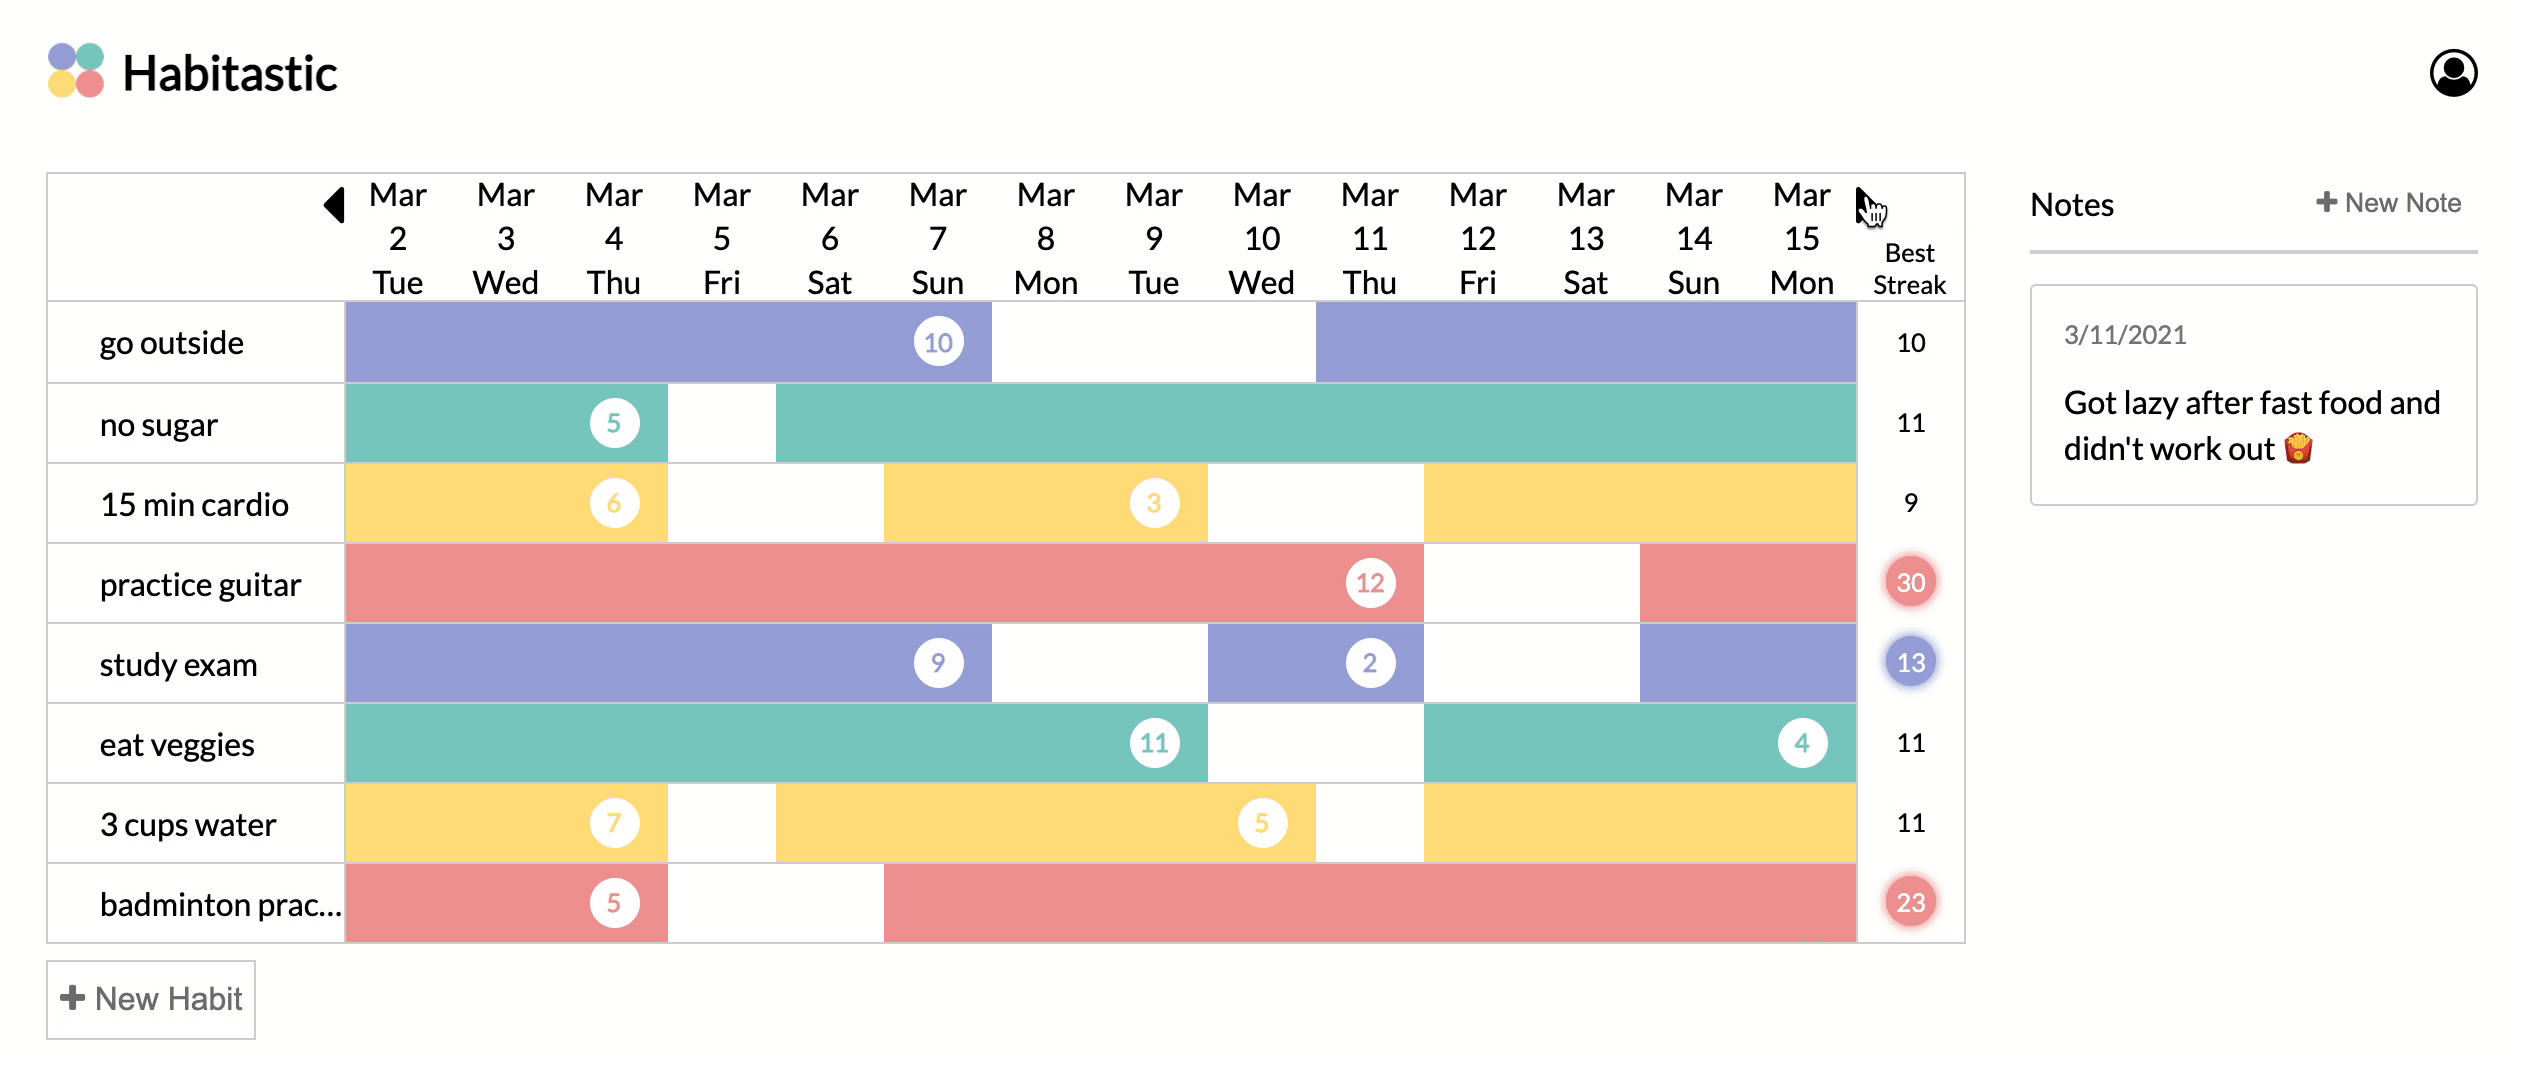 Habitastic
Mar Mar Mar Mar Mar Mar Mar Mar Mar Mar Mar Mar Mar Mar
2 3 4 5 6 7 8 9 10 11 12 13 14 15
Tue Wed Thu Fri Sat Sun Mon Tue Wed Thu Fri Sat Sun Mon
Best
Streak
go outside 10 10
no sugar 5 11
15 min cardio 6 3 9
practice guitar 12 30
study exam 9 2 13
eat veggies 11 4 11
3 cups water 7 5 11
badminton prac... 5 23
+ New Habit
Notes + New Note
3/11/2021
Got lazy after fast food and
didn't work out 🍟